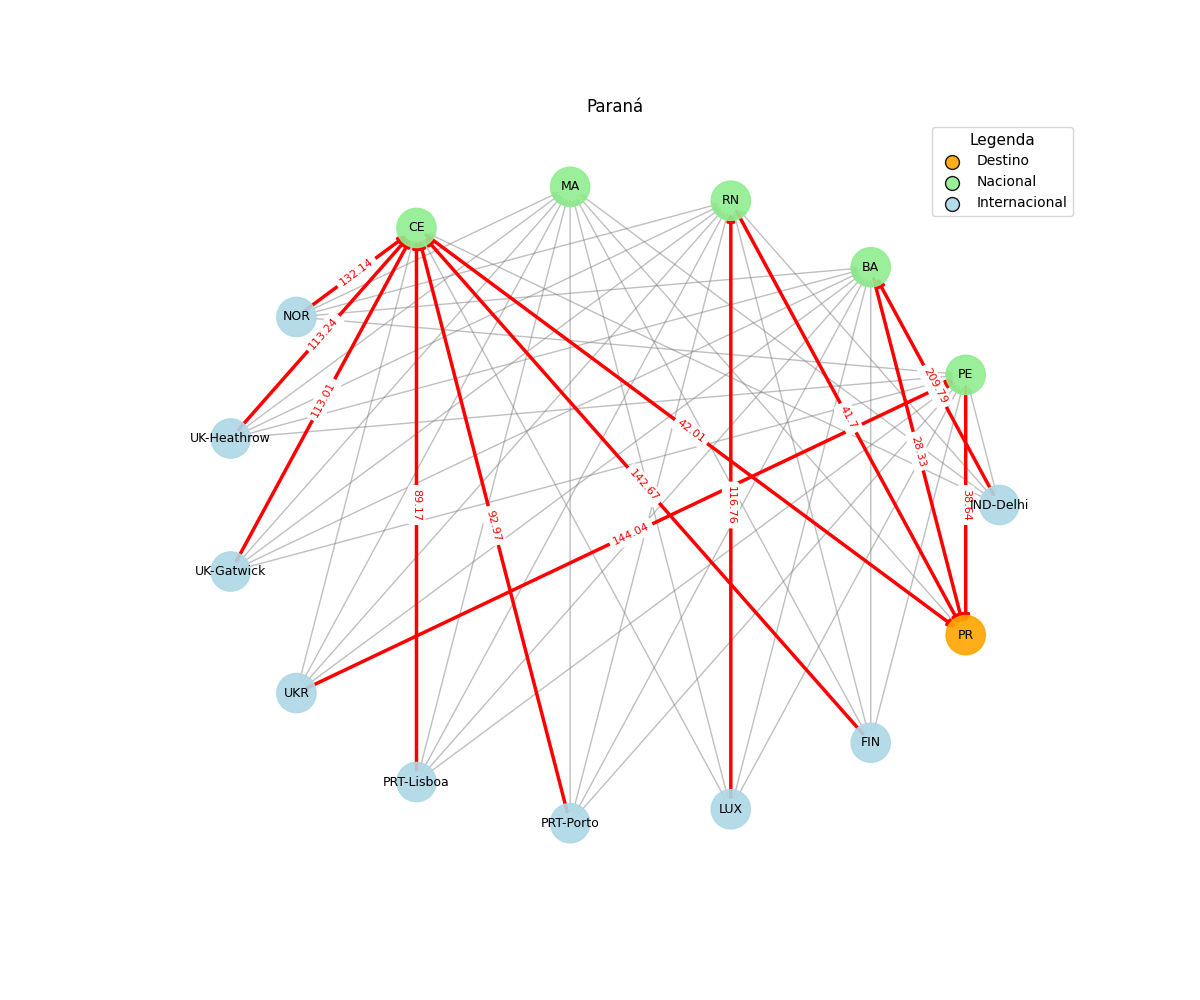 Paraná
Legenda
Destino
Nacional
Internacional
MA
RN
CE
BA
132.14
NOR
113.24
PE
209.79
113.01
41.7
42.01
UK-Heathrow
28.33
142.67
89.17
116.76
38.64
IND-Delhi
92.97
144.04
UK-Gatwick
PR
UKR
FIN
PRT-Lisboa
LUX
PRT-Porto